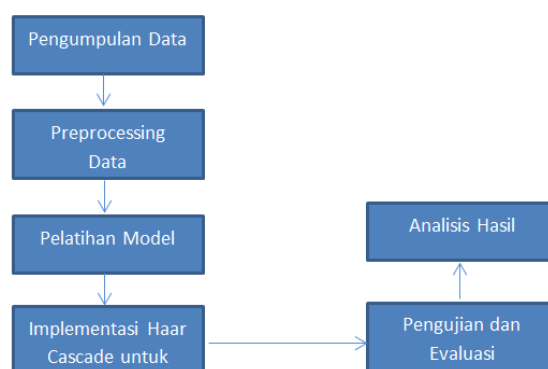 Pengumpulan Data
Preprocessing
Data
Pelatihan Model
Implementasi Haar
Cascade untuk
Pengujian dan
Evaluasi
Analisis Hasil